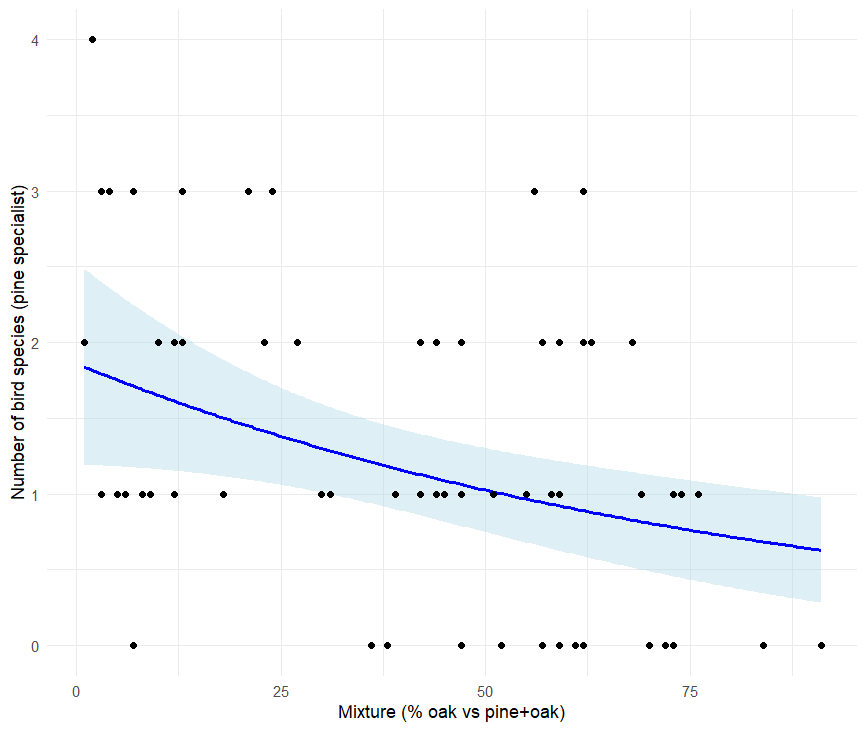 4
3
2
1
0
Number of bird species (pine specialist)
0 25 50 75
Mixture (% oak vs pine+oak)